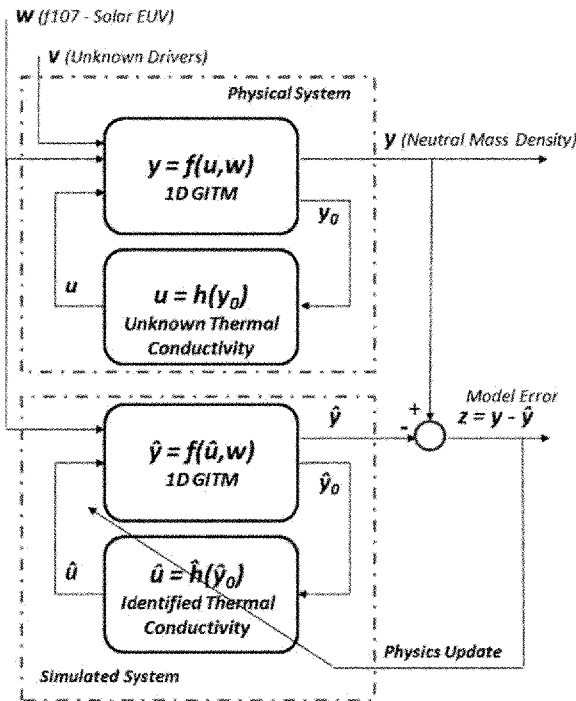 w (f107 - Solar EUV)
v (Unknown Drivers)
Physical System
y = f(u,w)
1D GITM
y (Neutral Mass Density)
y₀
u
u = h(y₀)
Unknown Thermal
Conductivity
Model Error
+
-
z = y - ŷ
ŷ
ŷ = f(û,w)
1D GITM
ŷ₀
û
û = ĥ(ŷ₀)
Identified Thermal
Conductivity
Physics Update
Simulated System